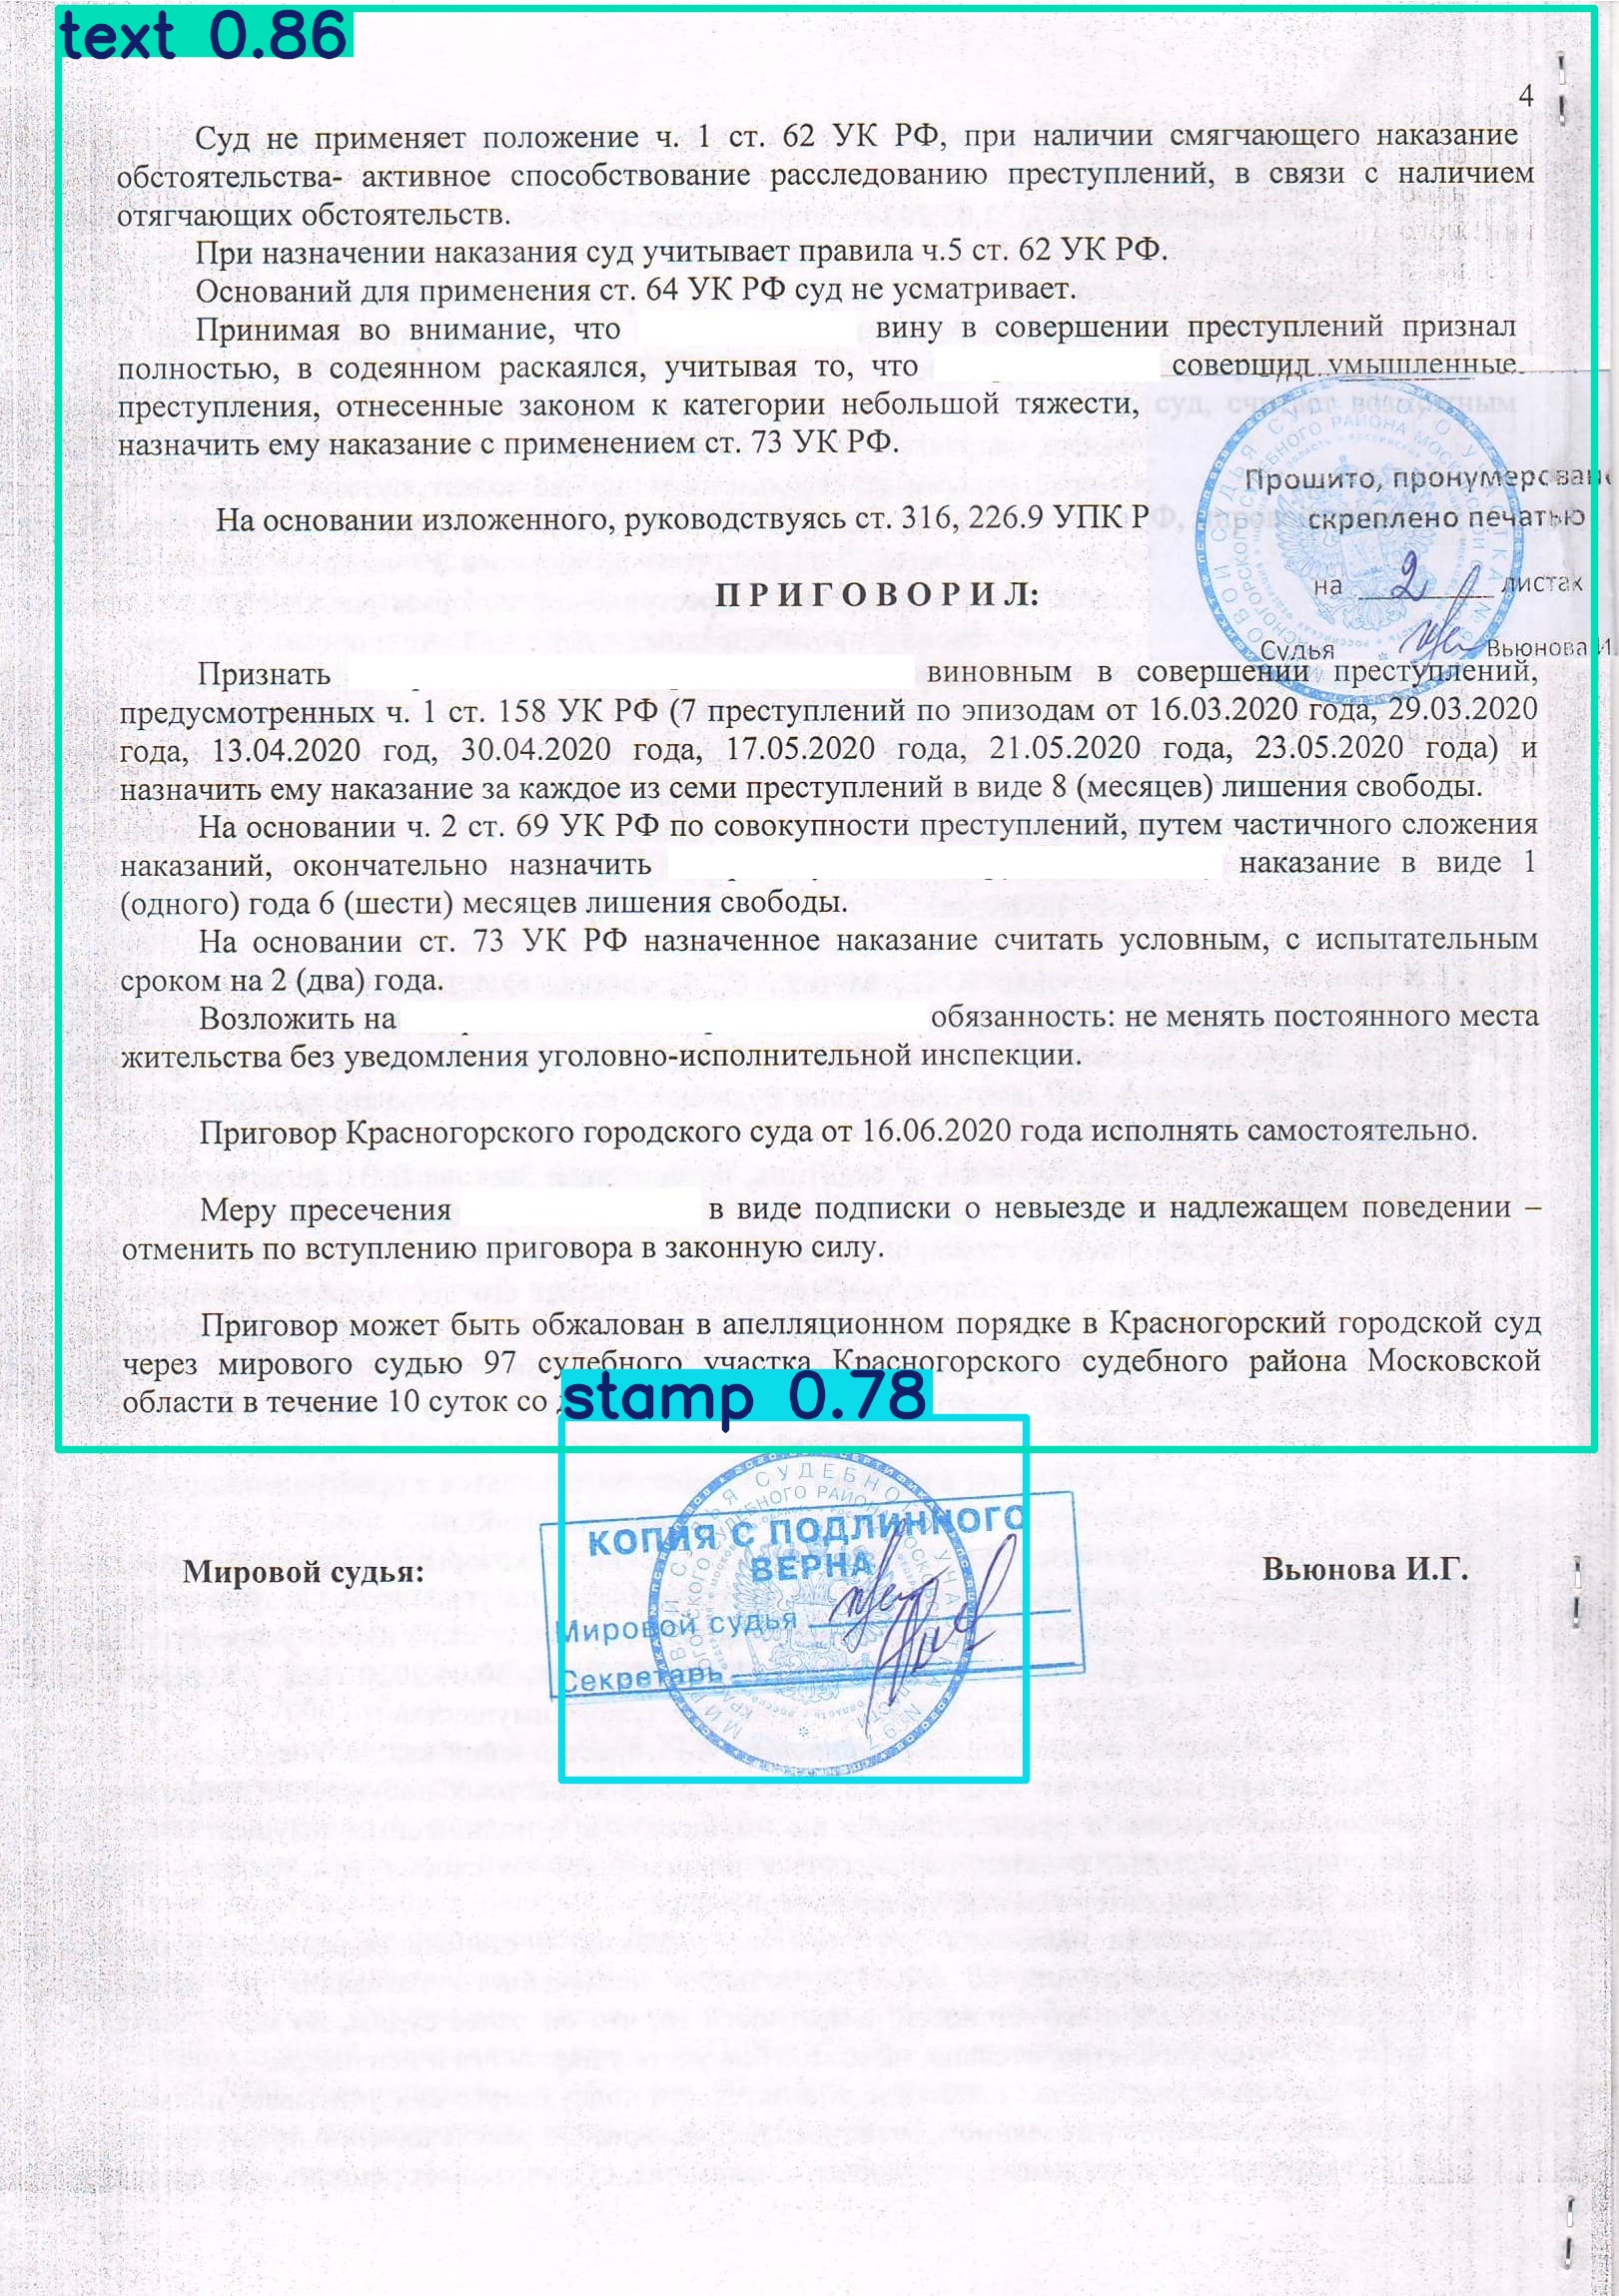 text 0.86
4
Суд не применяет положение ч. 1 ст. 62 УК РФ, при наличии смягчающего наказание
обстоятельства- активное способствование расследованию преступлений, в связи с наличием
отягчающих обстоятельств.
При назначении наказания суд учитывает правила ч.5 ст. 62 УК РФ.
Оснований для применения ст. 64 УК РФ суд не усматривает.
Принимая во внимание, что вину в совершении преступлений признал
полностью, в содеянном раскаялся, учитывая то, что совершил умышленные
преступления, отнесенные законом к категории небольшой тяжести, суд, считает
назначить ему наказание с применением ст. 73 УК РФ.
Прошито, пронумерован
скреплено печатью
на 2 листах
Судья Вьюнова И
На основании изложенного, руководствуясь ст. 316, 226.9 УПК Р
П Р И Г О В О Р И Л:
Признать виновным в совершении преступлений,
предусмотренных ч. 1 ст. 158 УК РФ (7 преступлений по эпизодам от 16.03.2020 года, 29.03.2020
года, 13.04.2020 год, 30.04.2020 года, 17.05.2020 года, 21.05.2020 года, 23.05.2020 года) и
назначить ему наказание за каждое из семи преступлений в виде 8 (месяцев) лишения свободы.
На основании ч. 2 ст. 69 УК РФ по совокупности преступлений, путем частичного сложения
наказаний, окончательно назначить наказание в виде 1
(одного) года 6 (шести) месяцев лишения свободы.
На основании ст. 73 УК РФ назначенное наказание считать условным, с испытательным
сроком на 2 (два) года.
Возложить на обязанность: не менять постоянного места
жительства без уведомления уголовно-исполнительной инспекции.
Приговор Красногорского городского суда от 16.06.2020 года исполнять самостоятельно.
Меру пресечения в виде подписки о невыезде и надлежащем поведении –
отменить по вступлению приговора в законную силу.
Приговор может быть обжалован в апелляционном порядке в Красногорский городской суд
через мирового судью 97 судебного участка Красногорского судебного района Московской
области в течение 10 суток со
stamp 0.78
КОПИЯ С ПОДЛИННОГО
ВЕРНА
Мировой судья
Секретарь
Мировой судья:
Вьюнова И.Г.